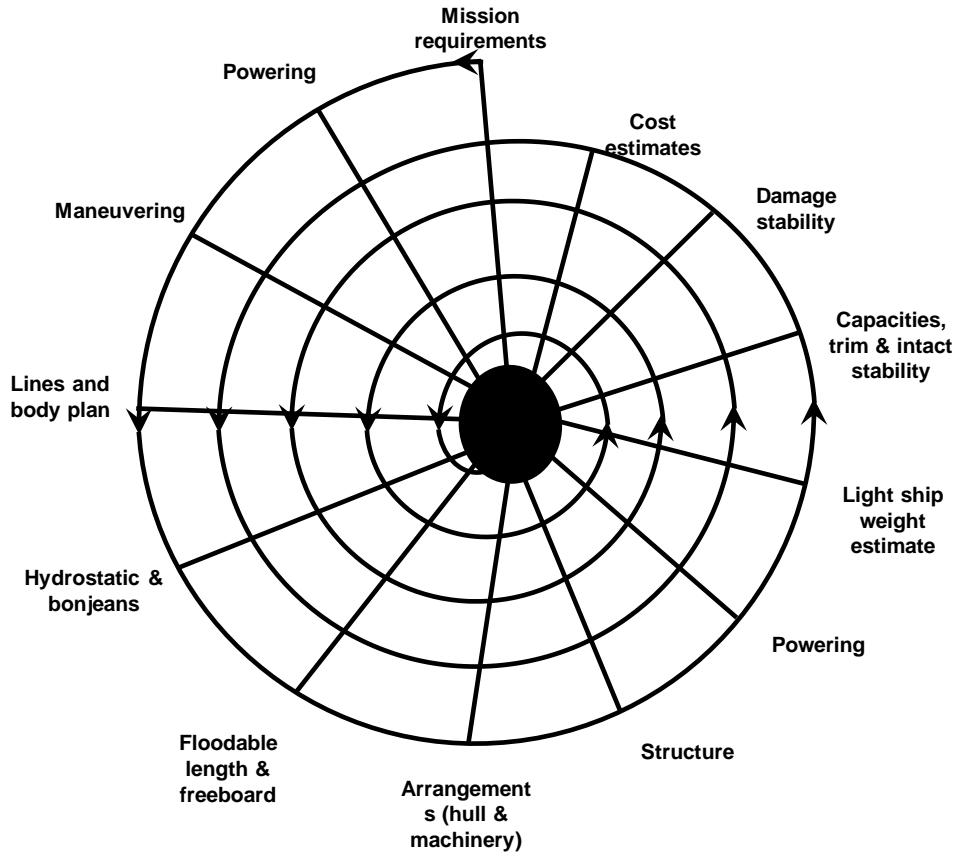 Mission
requirements
Powering
Cost
estimates
Damage
stability
Maneuvering
Capacities,
trim & intact
stability
Lines and
body plan
Light ship
weight
estimate
Hydrostatic &
bonjeans
Powering
Floodable
length &
freeboard
Structure
Arrangement
s (hull &
machinery)